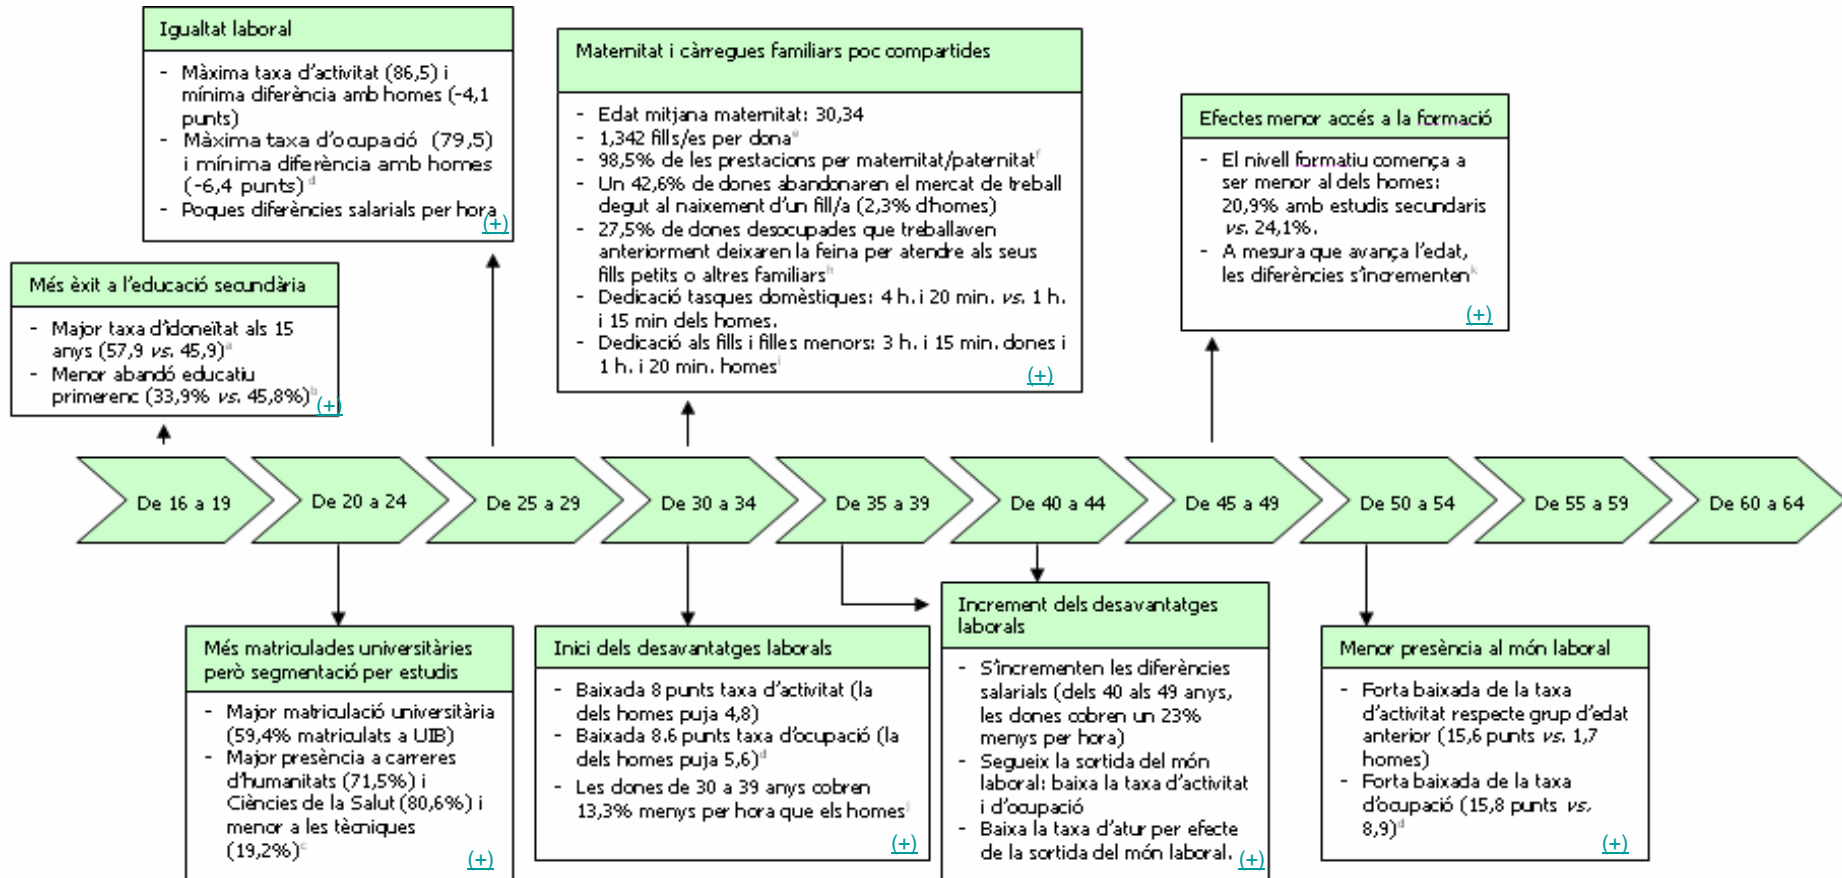 Igualtat laboral
- Màxima taxa d'activitat (86,5) i
mínima diferència amb homes (-4,1
punts)
- Màxima taxa d'ocupació (79,5)
i mínima diferència amb homes
(-6,4 punts) d
- Poques diferències salarials per hora
(+)
Maternitat i càrregues familiars poc compartides
- Edat mitjana maternitat: 30,34
- 1,342 fills/es per dona e
- 98,5% de les prestacions per maternitat/paternitat f
- Un 42,6% de dones abandonaren el mercat de treball
degut al naixement d'un fill/a (2,3% d'homes)
- 27,5% de dones desocupades que treballaven
anteriorment deixaren la feina per atendre als seus
fills petits o altres familiars h
- Dedicació tasques domèstiques: 4 h. i 20 min. vs. 1 h.
i 15 min dels homes.
- Dedicació als fills i filles menors: 3 h. i 15 min. dones i
1 h. i 20 min. homes i
(+)
Efectes menor accés a la formació
- El nivell formatiu comença a
ser menor al dels homes:
20,9% amb estudis secundaris
vs. 24,1%.
- A mesura que avança l'edat,
les diferències s'incrementen k
(+)
Més èxit a l'educació secundària
- Major taxa d'idoneïtat als 15
anys (57,9 vs. 45,9) a
- Menor abandó educatiu
primerenc (33,9% vs. 45,8%) b
(+)
De 16 a 19
De 20 a 24
De 25 a 29
De 30 a 34
De 35 a 39
De 40 a 44
De 45 a 49
De 50 a 54
De 55 a 59
De 60 a 64
Més matriculades universitàries
però segmentació per estudis
- Major matriculació universitària
(59,4% matriculats a UIB)
- Major presència a carreres
d'humanitats (71,5%) i
Ciències de la Salut (80,6%) i
menor a les tècniques
(19,2%) c
(+)
Inici dels desavantatges laborals
- Baixada 8 punts taxa d'activitat (la
dels homes puja 4,8)
- Baixada 8.6 punts taxa d'ocupació (la
dels homes puja 5,6) d
- Les dones de 30 a 39 anys cobren
13,3% menys per hora que els homes j
(+)
Increment dels desavantatges
laborals
- S'incrementen les diferències
salarials (dels 40 als 49 anys,
les dones cobren un 23%
menys per hora)
- Segueix la sortida del món
laboral: baixa la taxa d'activitat
i d'ocupació
- Baixa la taxa d'atur per efecte
de la sortida del món laboral.
(+)
Menor presència al món laboral
- Forta baixada de la taxa
d'activitat respecte grup d'edat
anterior (15,6 punts vs. 1,7
homes)
- Forta baixada de la taxa
d'ocupació (15,8 punts vs.
8,9) d
(+)